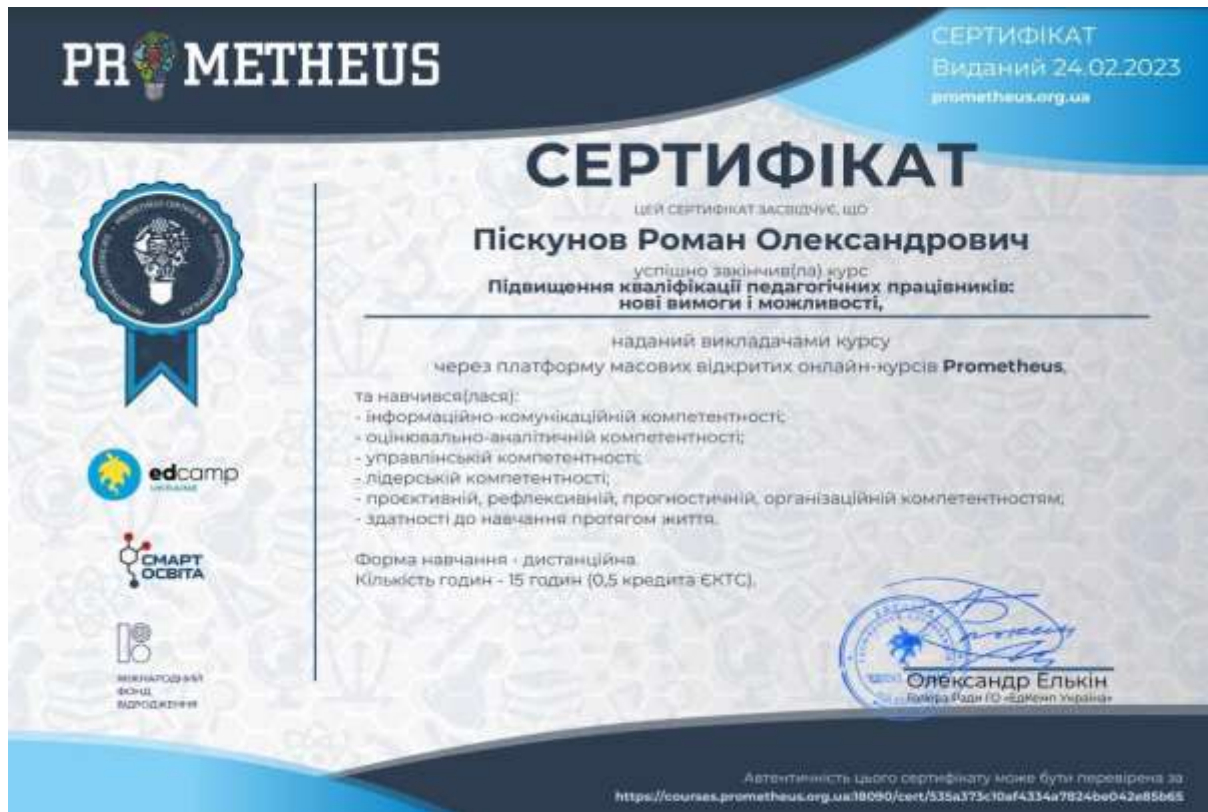 PROMETHEUS
СЕРТИФІКАТ
Виданий 24.02.2023
prometheus.org.ua
СЕРТИФІКАТ
ЦЕЙ СЕРТИФІКАТ ЗАСВІДЧУЄ, ЩО
Піскунов Роман Олександрович
успішно закінчив(ла) курс
Підвищення кваліфікації педагогічних працівників:
нові вимоги і можливості,
наданий викладачами курсу
через платформу масових відкритих онлайн-курсів Prometheus,
та навчився(лася):
- інформаційно-комунікаційній компетентності;
- оцінювально-аналітичній компетентності;
- управлінській компетентності;
- лідерській компетентності;
- проєктивній, рефлексивній, прогностичній, організаційній компетентностям,
- здатності до навчання протягом життя.
Форма навчання - дистанційна.
Кількість годин - 15 годин (0,5 кредита ЄКТС).
edcamp
UKRAINE
СМАРТ
ОСВІТА
МІЖНАРОДНИЙ
ФОНД
ВІДРОДЖЕННЯ
Олександр Елькін
Голова Ради ГО «ЕдКемп Україна»
Автентичність цього сертифікату може бути перевірена за
https://courses.prometheus.org.ua:18090/cert/535a373c10af4334a7824be042e85b65